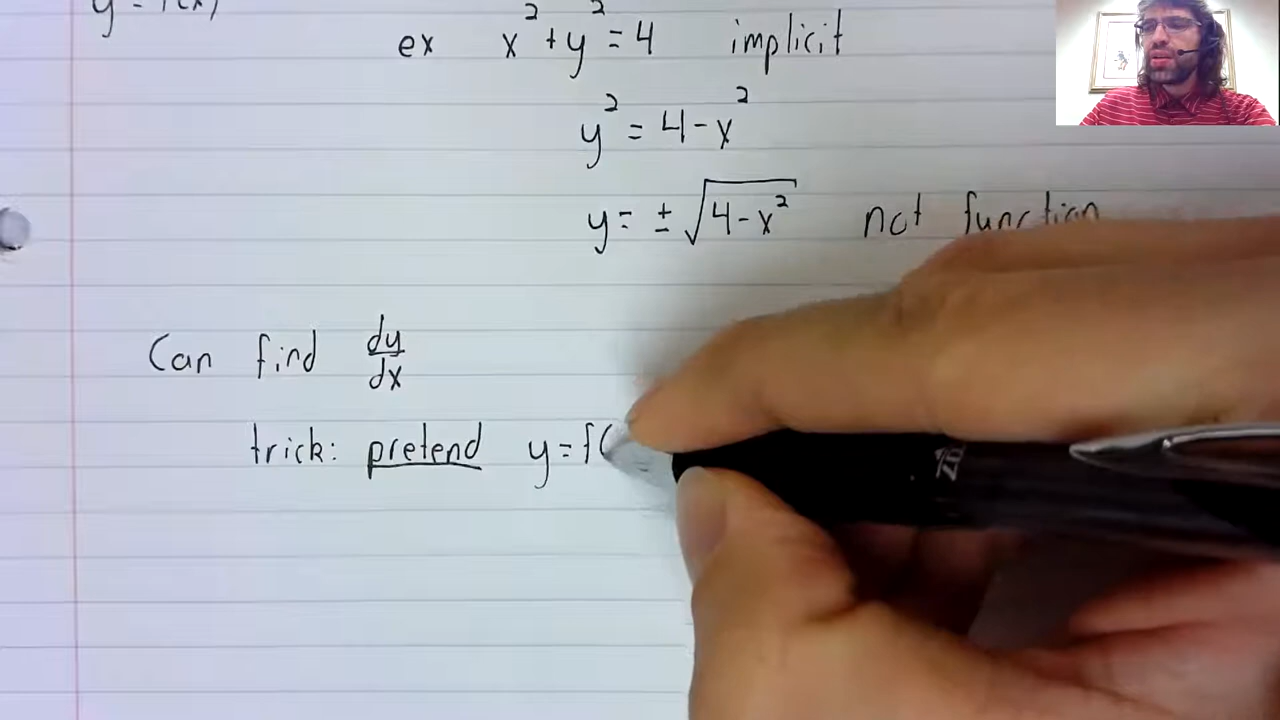 y = f(x)
ex x² + y² = 4 implicit
y² = 4 - x²
y = ± √(4 - x²) not function
Can find dy/dx
trick: pretend y = f(